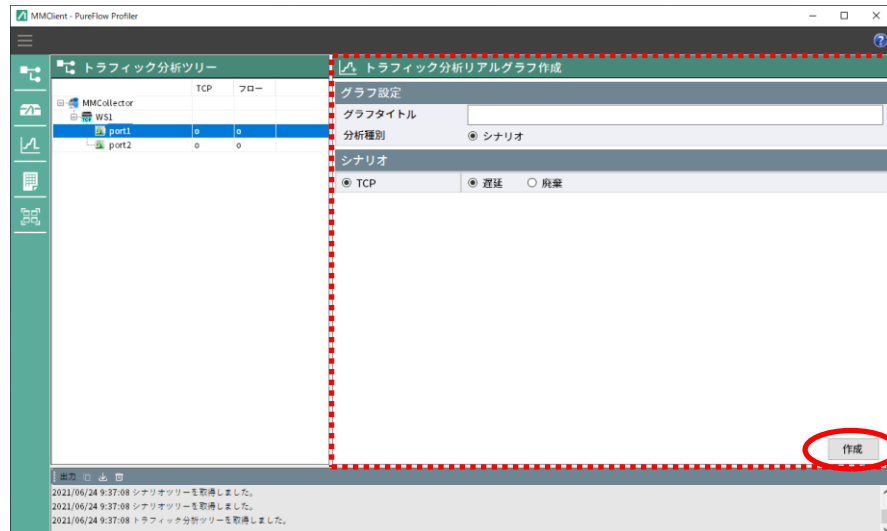 MMClient - PureFlow Profiler
トラフィック分析ツリー
TCP フロー
MMCollector
WS1
port1 o o
port2 o o
トラフィック分析リアルグラフ作成
グラフ設定
グラフタイトル
分析種別 シナリオ
シナリオ
TCP 遅延 廃棄
作成
出力
2021/06/24 9:37:08 シナリオツリーを取得しました。
2021/06/24 9:37:08 シナリオツリーを取得しました。
2021/06/24 9:37:08 トラフィック分析ツリーを取得しました。